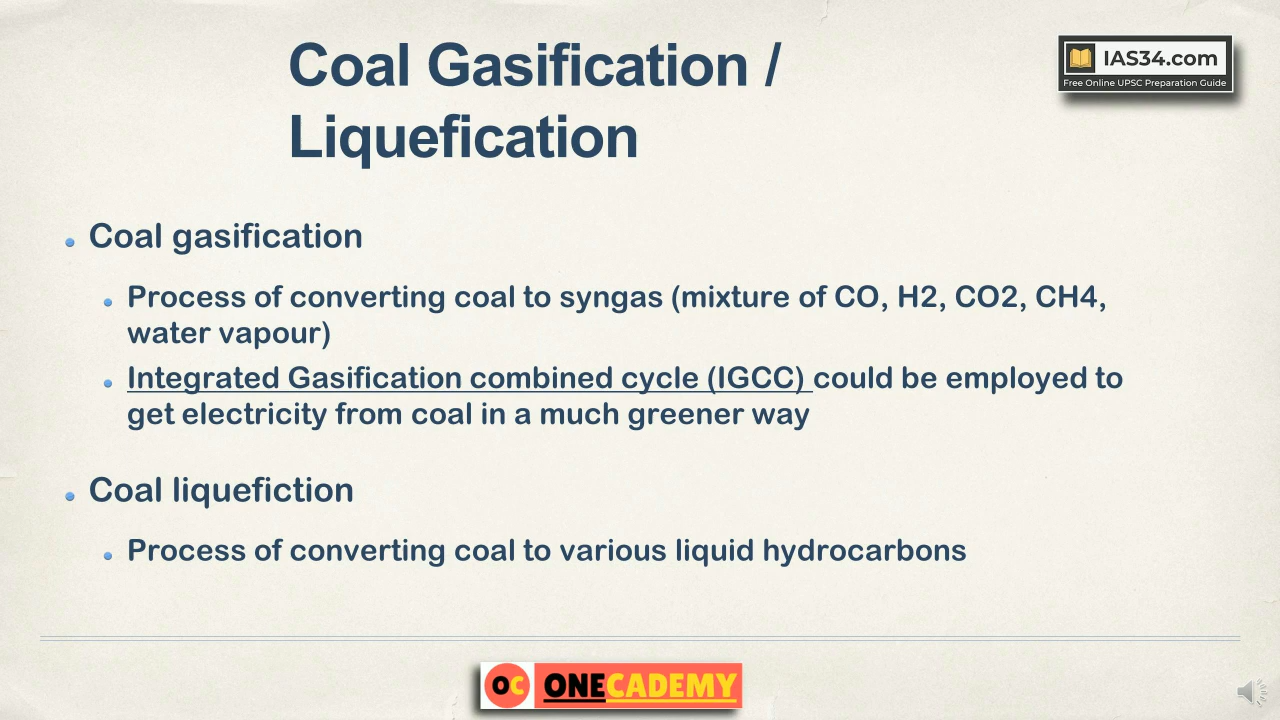 Coal Gasification /
Liquefication
IAS34.com
Free Online UPSC Preparation Guide
Coal gasification
Process of converting coal to syngas (mixture of CO, H2, CO2, CH4,
water vapour)
Integrated Gasification combined cycle (IGCC) could be employed to
get electricity from coal in a much greener way
Coal liquefiction
Process of converting coal to various liquid hydrocarbons
OC ONECADEMY